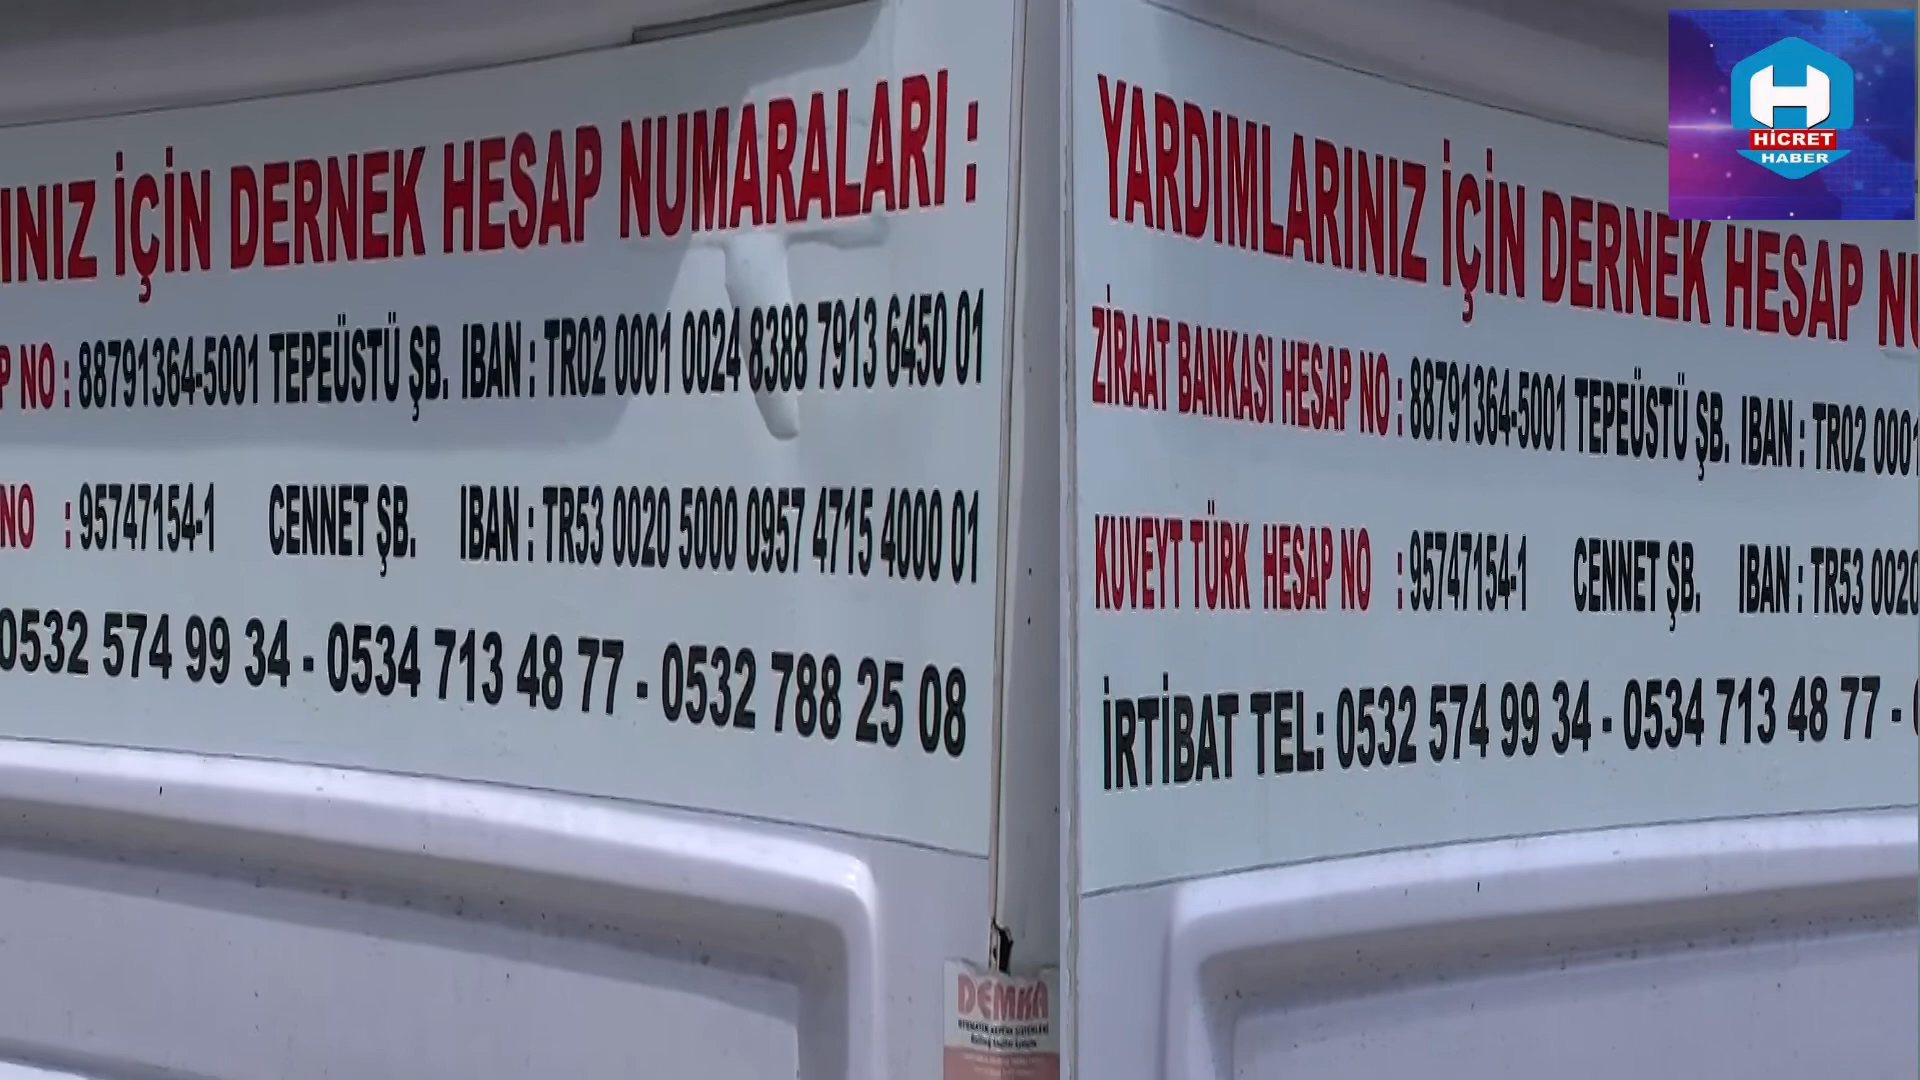 INIZ İÇİN DERNEK HESAP NUMARALARI :
P NO : 88791364-5001 TEPEÜSTÜ ŞB. IBAN : TR02 0001 0024 8388 7913 6450 01
NO : 95747154-1 CENNET ŞB. IBAN : TR53 0020 5000 0957 4715 4000 01
0532 574 99 34 - 0534 713 48 77 - 0532 788 25 08
DEMKA
YARDIMLARINIZ İÇİN DERNEK HESAP NU
ZİRAAT BANKASI HESAP NO : 88791364-5001 TEPEÜSTÜ ŞB. IBAN : TR02 0001
KUVEYT TÜRK HESAP NO : 95747154-1 CENNET ŞB. IBAN : TR53 0020
İRTİBAT TEL: 0532 574 99 34 - 0534 713 48 77 -
HİCRET
HABER